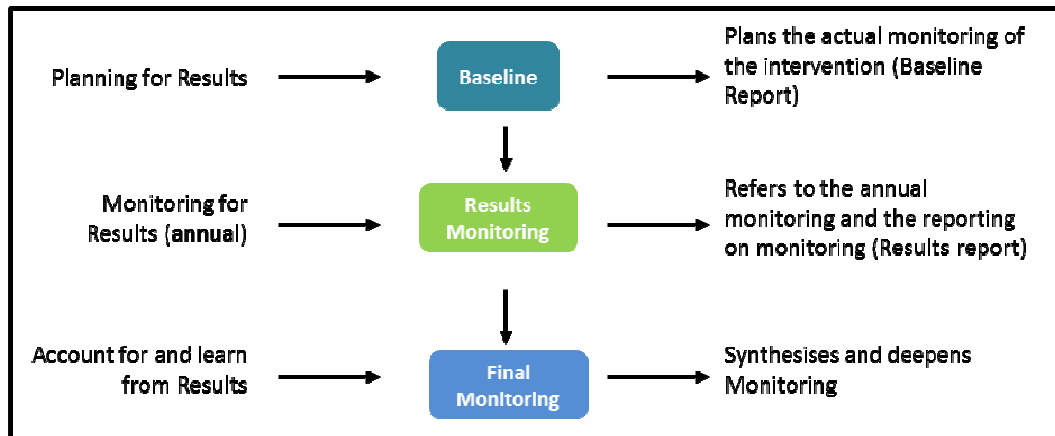 Planning for Results
Baseline
Plans the actual monitoring of
the intervention (Baseline
Report)
Monitoring for
Results (annual)
Results
Monitoring
Refers to the annual
monitoring and the reporting
on monitoring (Results report)
Account for and learn
from Results
Final
Monitoring
Synthesises and deepens
Monitoring